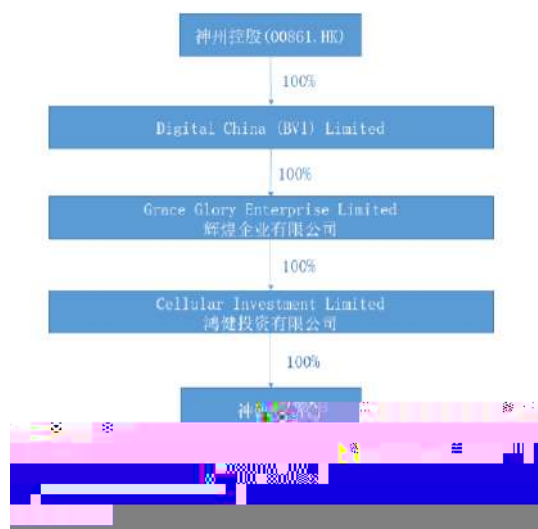 神州控股(00861.HK)
100%
Digital China (BVI) Limited
100%
Grace Glory Enterprise Limited
辉煌企业有限公司
100%
Cellular Investment Limited
鸿健投资有限公司
100%
神